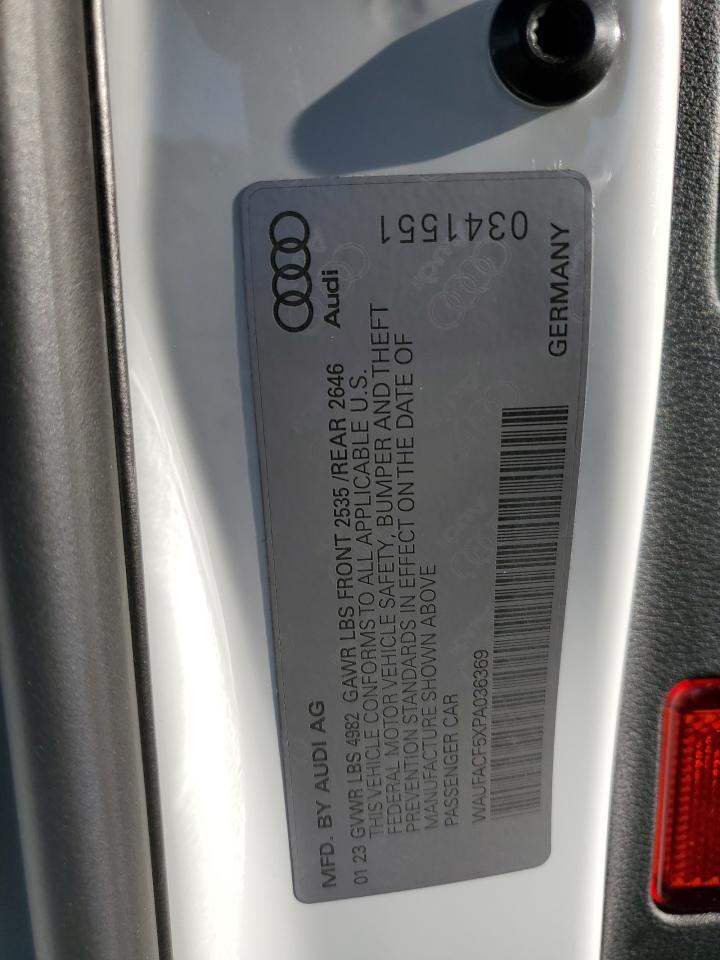 MFD. BY AUDI AG
01 23 GVWR LBS 4982 GAWR LBS FRONT 2535 /REAR 2646
THIS VEHICLE CONFORMS TO ALL APPLICABLE U.S.
FEDERAL MOTOR VEHICLE SAFETY, BUMPER AND THEFT
PREVENTION STANDARDS IN EFFECT ON THE DATE OF
MANUFACTURE SHOWN ABOVE
PASSENGER CAR
WAUFACF5XPA036369
Audi
0341551
GERMANY